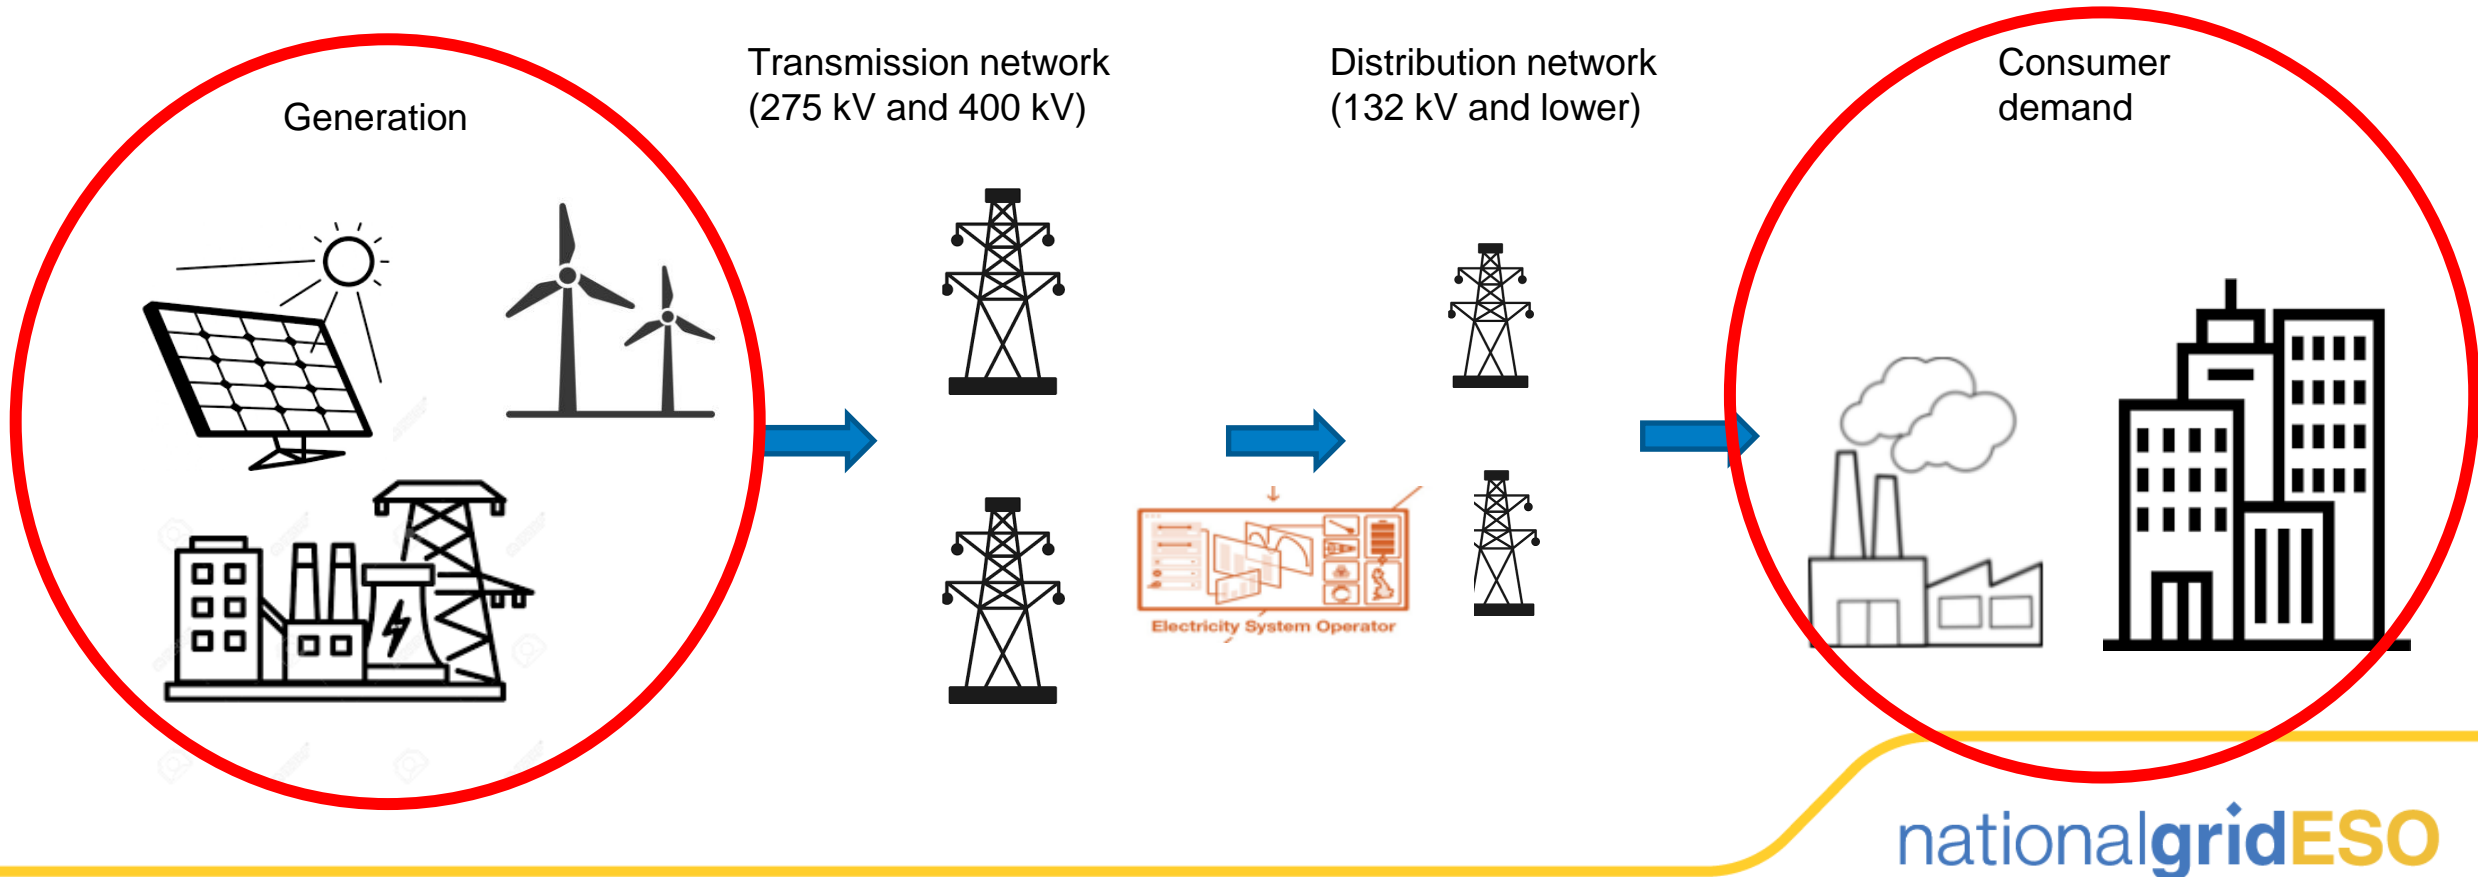 Generation
Transmission network
(275 kV and 400 kV)
Distribution network
(132 kV and lower)
Consumer
demand
Electricity System Operator
nationalgridESO